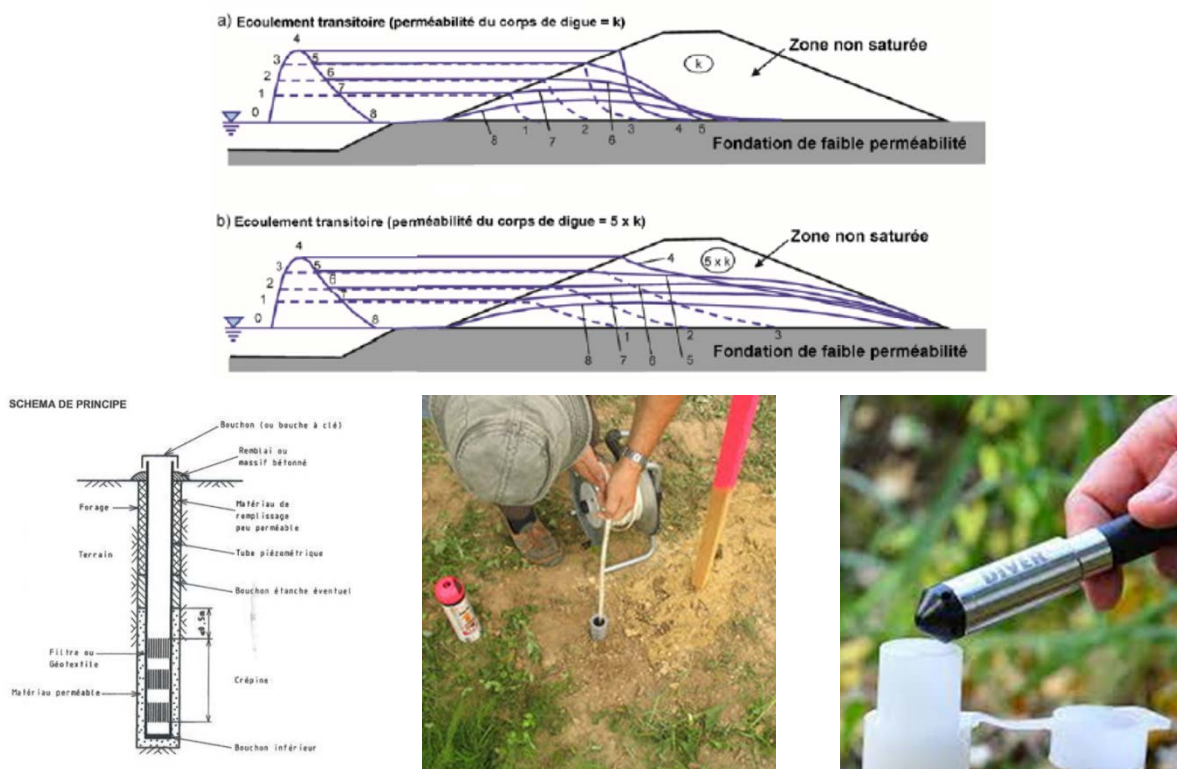 a) Ecoulement transitoire (perméabilité du corps de digue = k)
4
3
5
2
6
1
7
0
8
k
Zone non saturée
8
1
7
2
6
3
4
5
Fondation de faible perméabilité
b) Ecoulement transitoire (perméabilité du corps de digue = 5 x k)
4
3
5
2
6
1
7
0
8
4
5 x k
Zone non saturée
8
1
7
6
2
5
3
Fondation de faible perméabilité
SCHEMA DE PRINCIPE
Bouchon (ou bouche à clé)
Remblai ou
massif bétonné
Forage
Matériau de
remplissage
peu perméable
Terrain
Tube piézométrique
Bouchon étanche éventuel
≤0.5m
Filtre ou
Géotextile
Crépine
Matériau perméable
Bouchon inférieur
DIVER